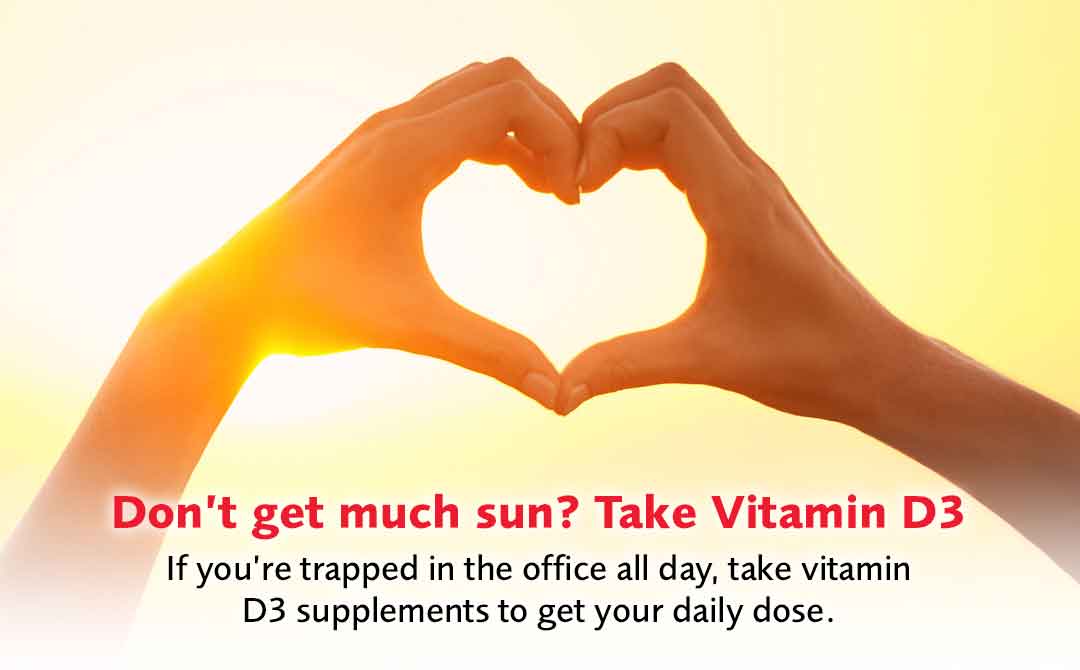 Don't get much sun? Take Vitamin D3
If you're trapped in the office all day, take vitamin
D3 supplements to get your daily dose.